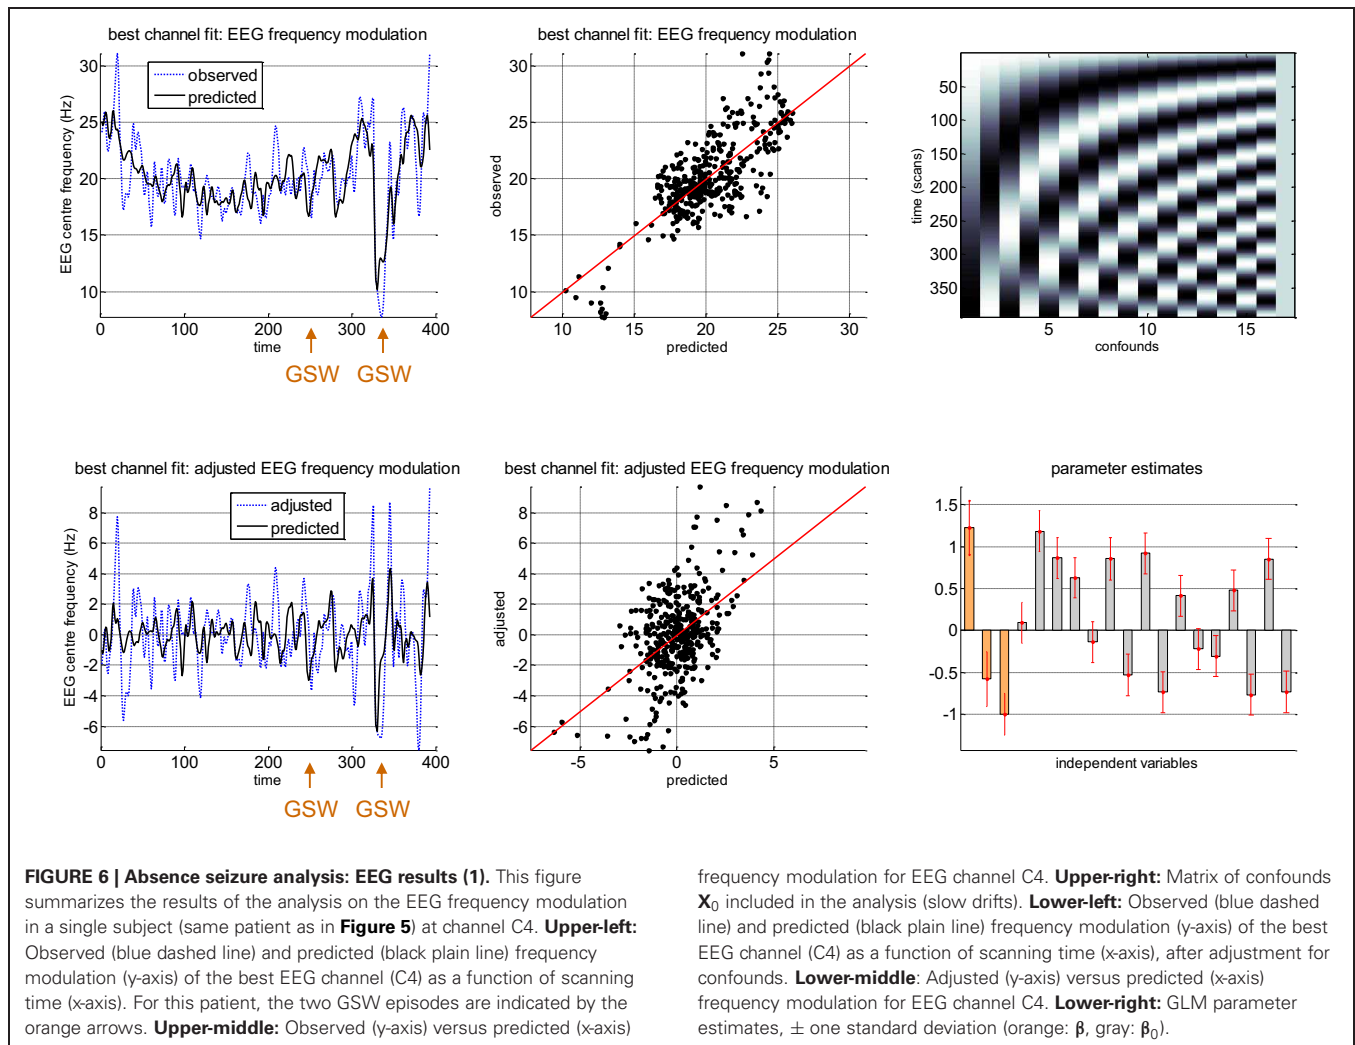 best channel fit: EEG frequency modulation
EEG centre frequency (Hz)
30
25
20
15
10
observed
predicted
0 100 200 300 400
time
GSW GSW
best channel fit: EEG frequency modulation
observed
30
25
20
15
10
10 15 20 25 30
predicted
time (scans)
50
100
150
200
250
300
350
5 10 15
confounds
best channel fit: adjusted EEG frequency modulation
EEG centre frequency (Hz)
8
6
4
2
0
-2
-4
-6
adjusted
predicted
0 100 200 300 400
time
GSW GSW
best channel fit: adjusted EEG frequency modulation
adjusted
8
6
4
2
0
-2
-4
-6
-5 0 5
predicted
parameter estimates
1.5
1
0.5
0
-0.5
-1
independent variables
FIGURE 6 | Absence seizure analysis: EEG results (1). This figure
summarizes the results of the analysis on the EEG frequency modulation
in a single subject (same patient as in Figure 5) at channel C4. Upper-left:
Observed (blue dashed line) and predicted (black plain line) frequency
modulation (y-axis) of the best EEG channel (C4) as a function of scanning
time (x-axis). For this patient, the two GSW episodes are indicated by the
orange arrows. Upper-middle: Observed (y-axis) versus predicted (x-axis)
frequency modulation for EEG channel C4. Upper-right: Matrix of confounds
X0 included in the analysis (slow drifts). Lower-left: Observed (blue dashed
line) and predicted (black plain line) frequency modulation (y-axis) of the best
EEG channel (C4) as a function of scanning time (x-axis), after adjustment for
confounds. Lower-middle: Adjusted (y-axis) versus predicted (x-axis)
frequency modulation for EEG channel C4. Lower-right: GLM parameter
estimates, ± one standard deviation (orange: β, gray: β0).